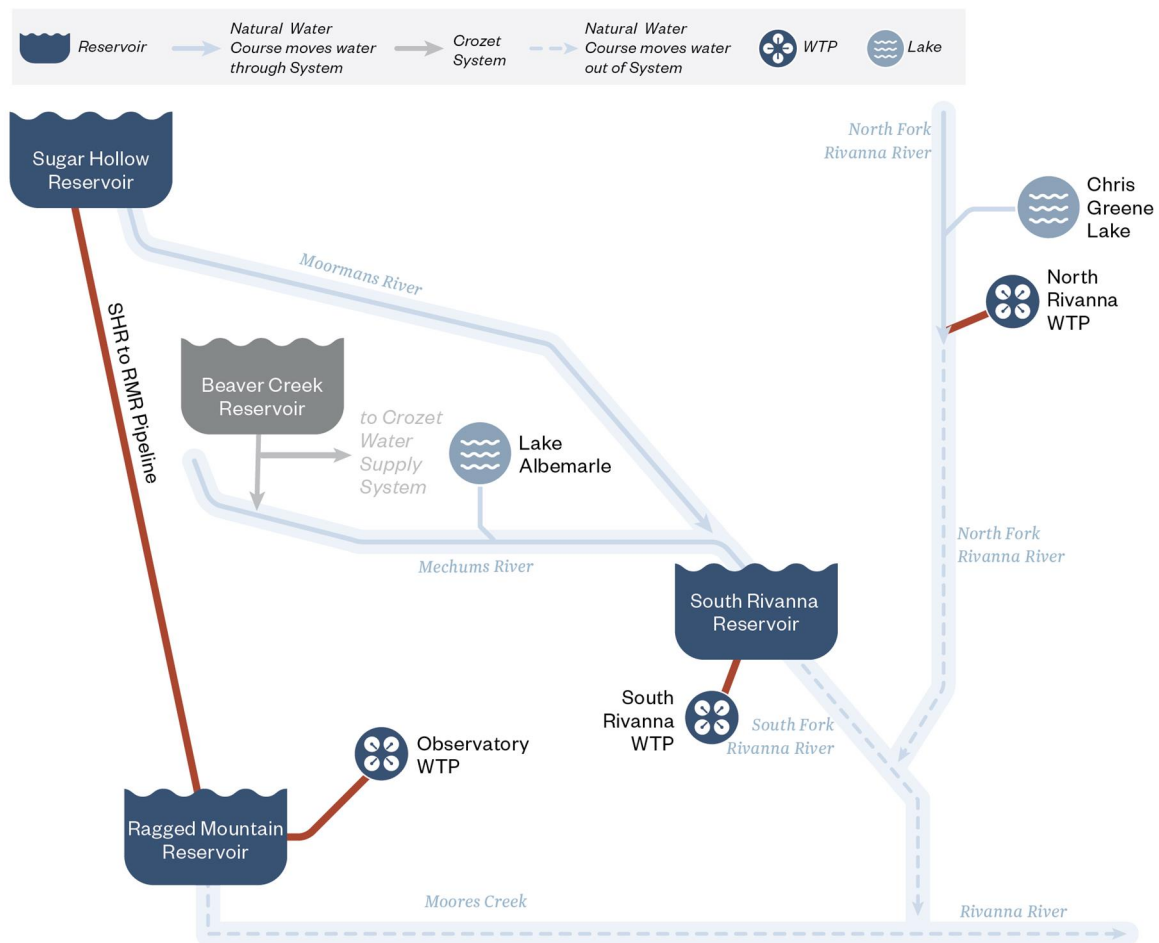 Reservoir
Natural Water
Course moves water
through System
Crozet
System
Natural Water
Course moves water
out of System
WTP
Lake
Sugar Hollow
Reservoir
North Fork
Rivanna River
Chris
Greene
Lake
Moormans River
North
Rivanna
WTP
SHR to RMR Pipeline
Beaver Creek
Reservoir
to Crozet
Water
Supply
System
Lake
Albemarle
Mechums River
North Fork
Rivanna River
South Rivanna
Reservoir
South
Rivanna
WTP
South Fork
Rivanna River
Observatory
WTP
Ragged Mountain
Reservoir
Moores Creek
Rivanna River